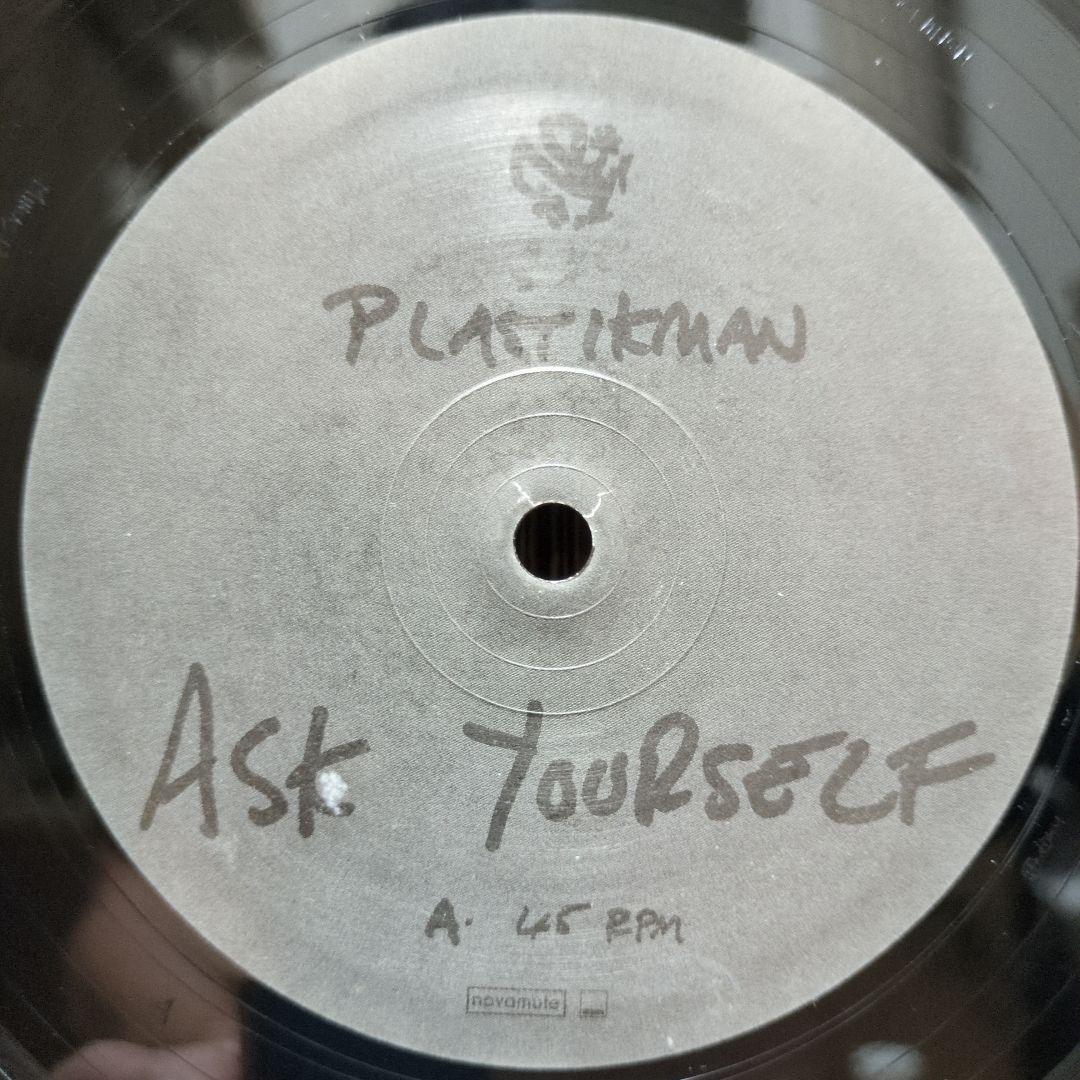 PLASTIKMAN
ASK YOURSELF
A. 45 RPM
novamute